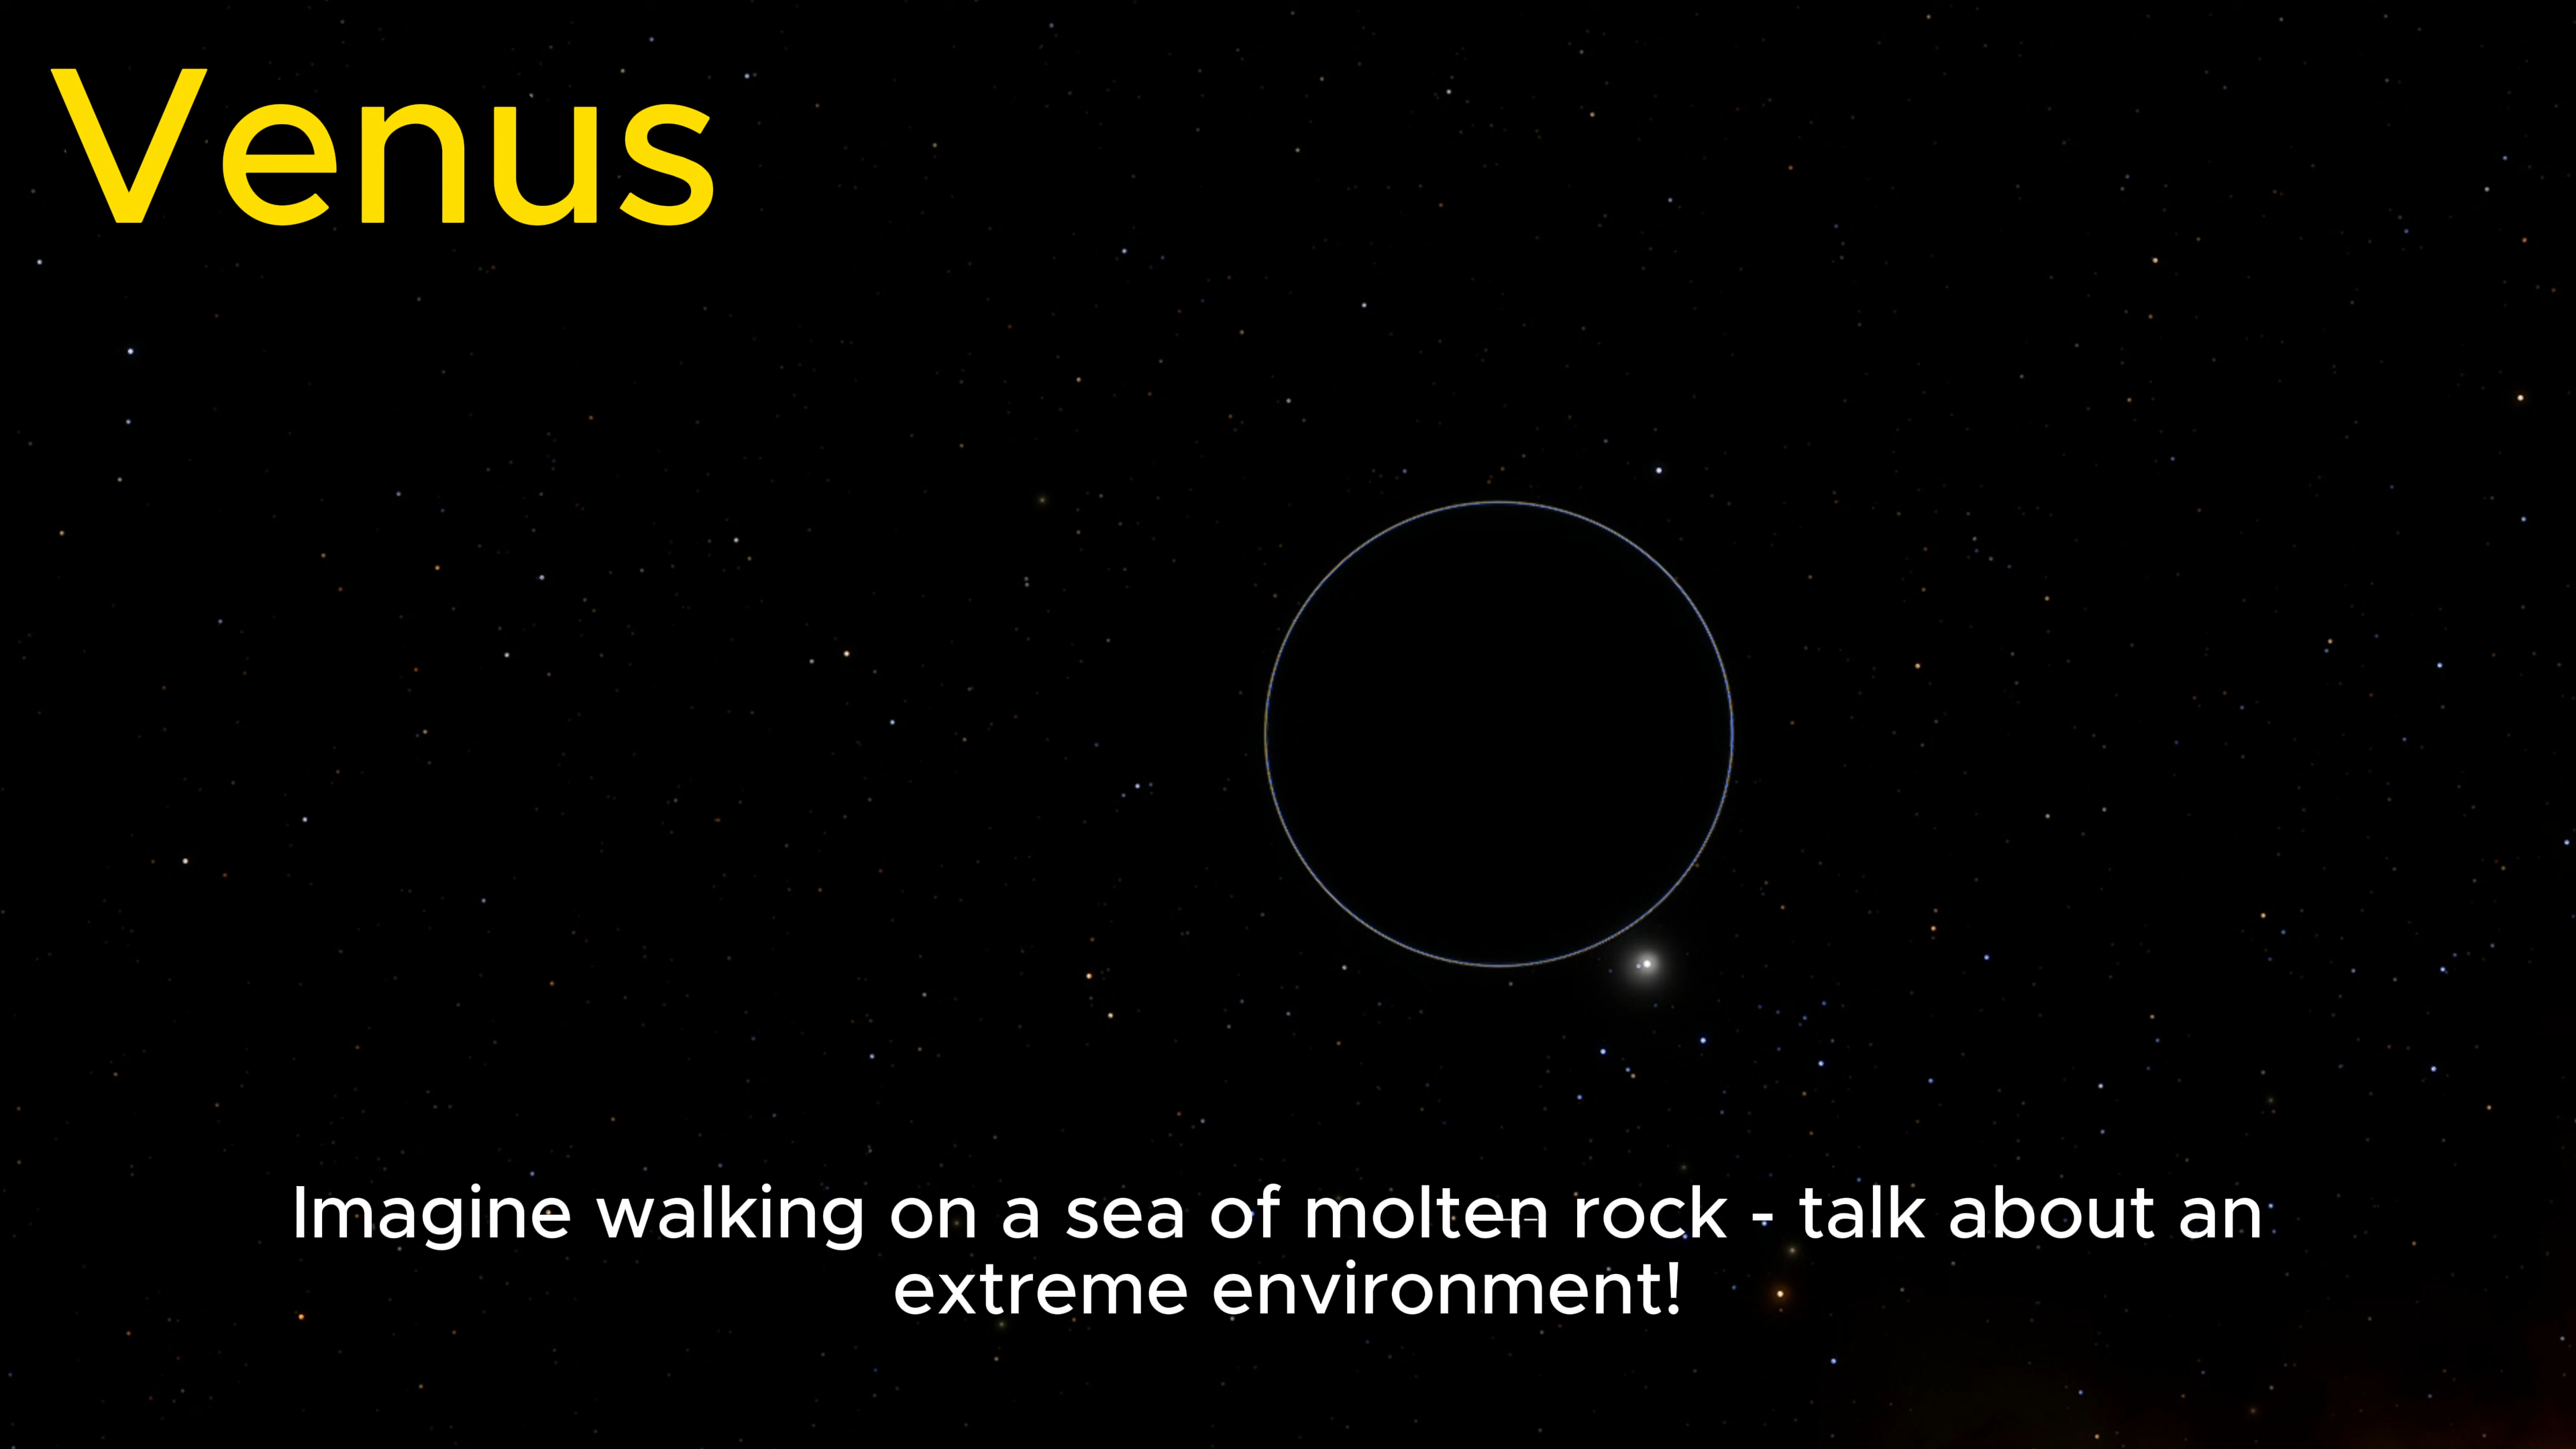 Venus
Imagine walking on a sea of molten rock - talk about an
extreme environment!